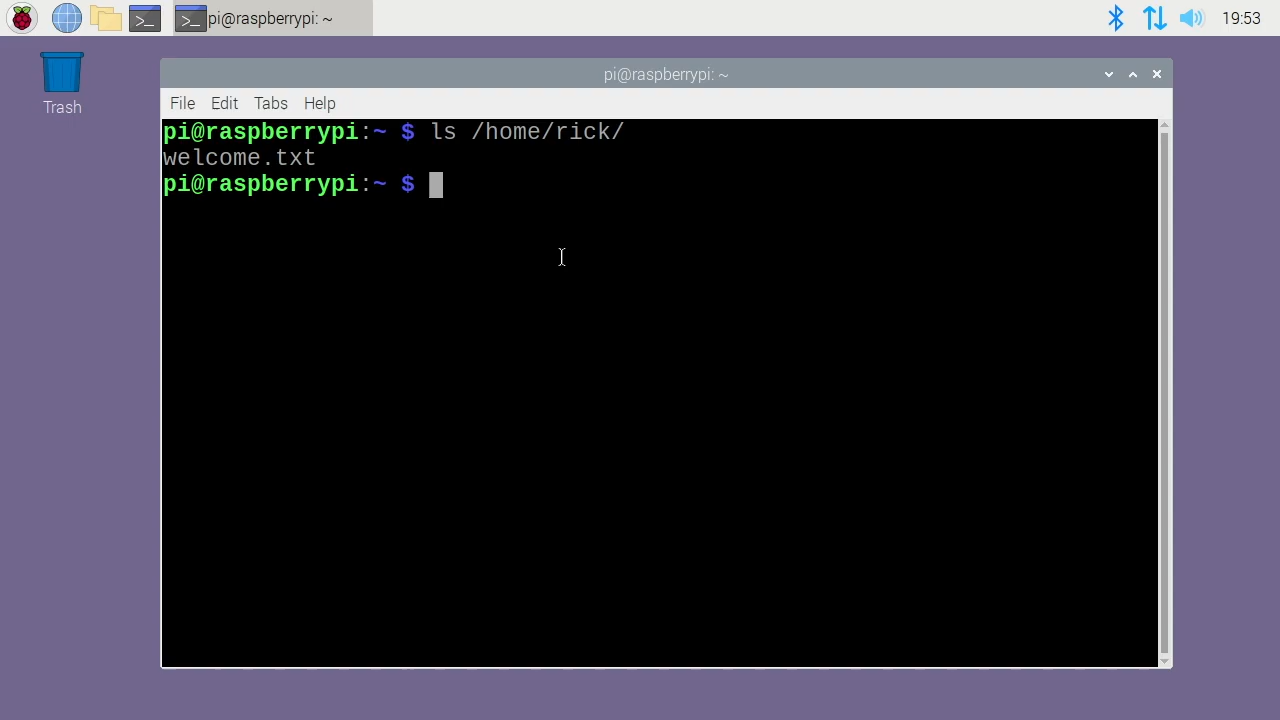 pi@raspberrypi: ~
19:53
Trash
pi@raspberrypi: ~
File Edit Tabs Help
pi@raspberrypi:~ $ ls /home/rick/
welcome.txt
pi@raspberrypi:~ $